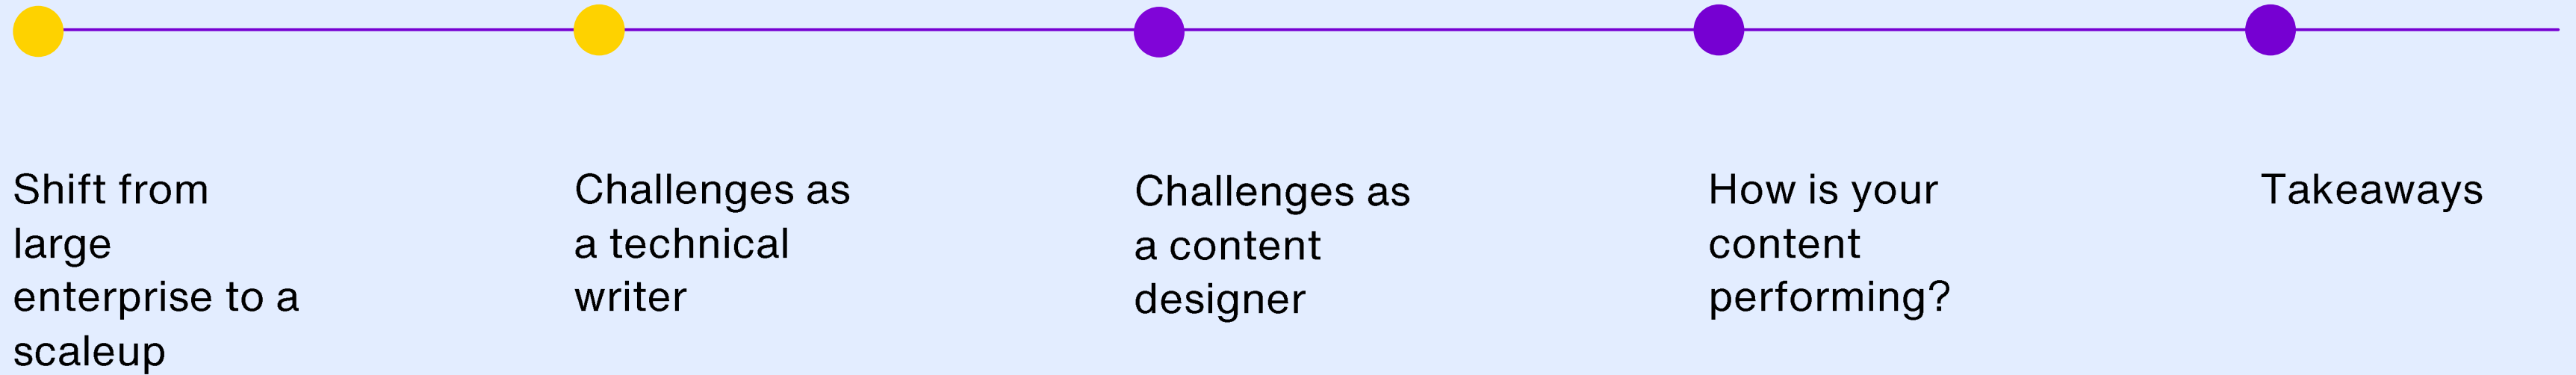 Shift from
large
enterprise to a
scaleup
Challenges as
a technical
writer
Challenges as
a content
designer
How is your
content
performing?
Takeaways